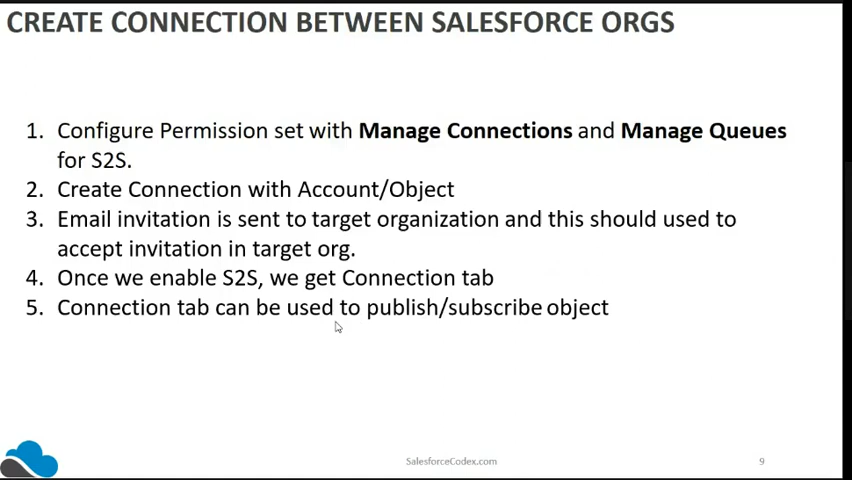 CREATE CONNECTION BETWEEN SALESFORCE ORGS
1. Configure Permission set with Manage Connections and Manage Queues
for S2S.
2. Create Connection with Account/Object
3. Email invitation is sent to target organization and this should used to
accept invitation in target org.
4. Once we enable S2S, we get Connection tab
5. Connection tab can be used to publish/subscribe object
SalesforceCodex.com
9